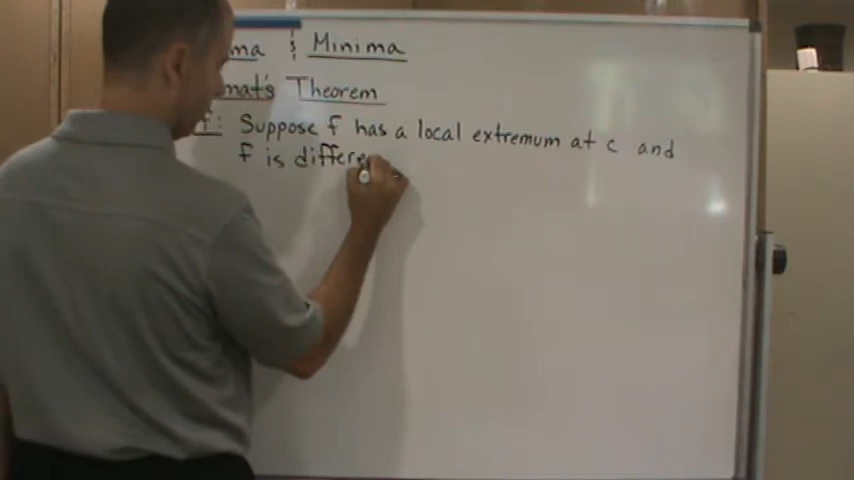 ma & Minima
mat's Theorem
f: Suppose f has a local extremum at c and
f is differe